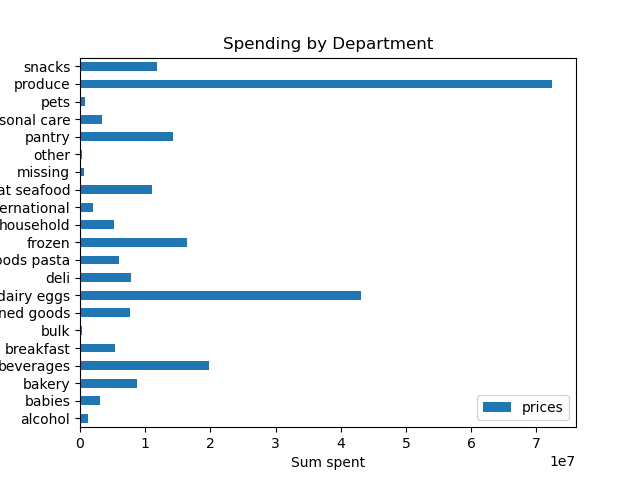 Spending by Department
snacks
produce
pets
sonal care
pantry
other
missing
at seafood
ernational
household
frozen
oods pasta
deli
dairy eggs
ned goods
bulk
breakfast
beverages
bakery
babies
alcohol
prices
0 1 2 3 4 5 6 7
1e7
Sum spent